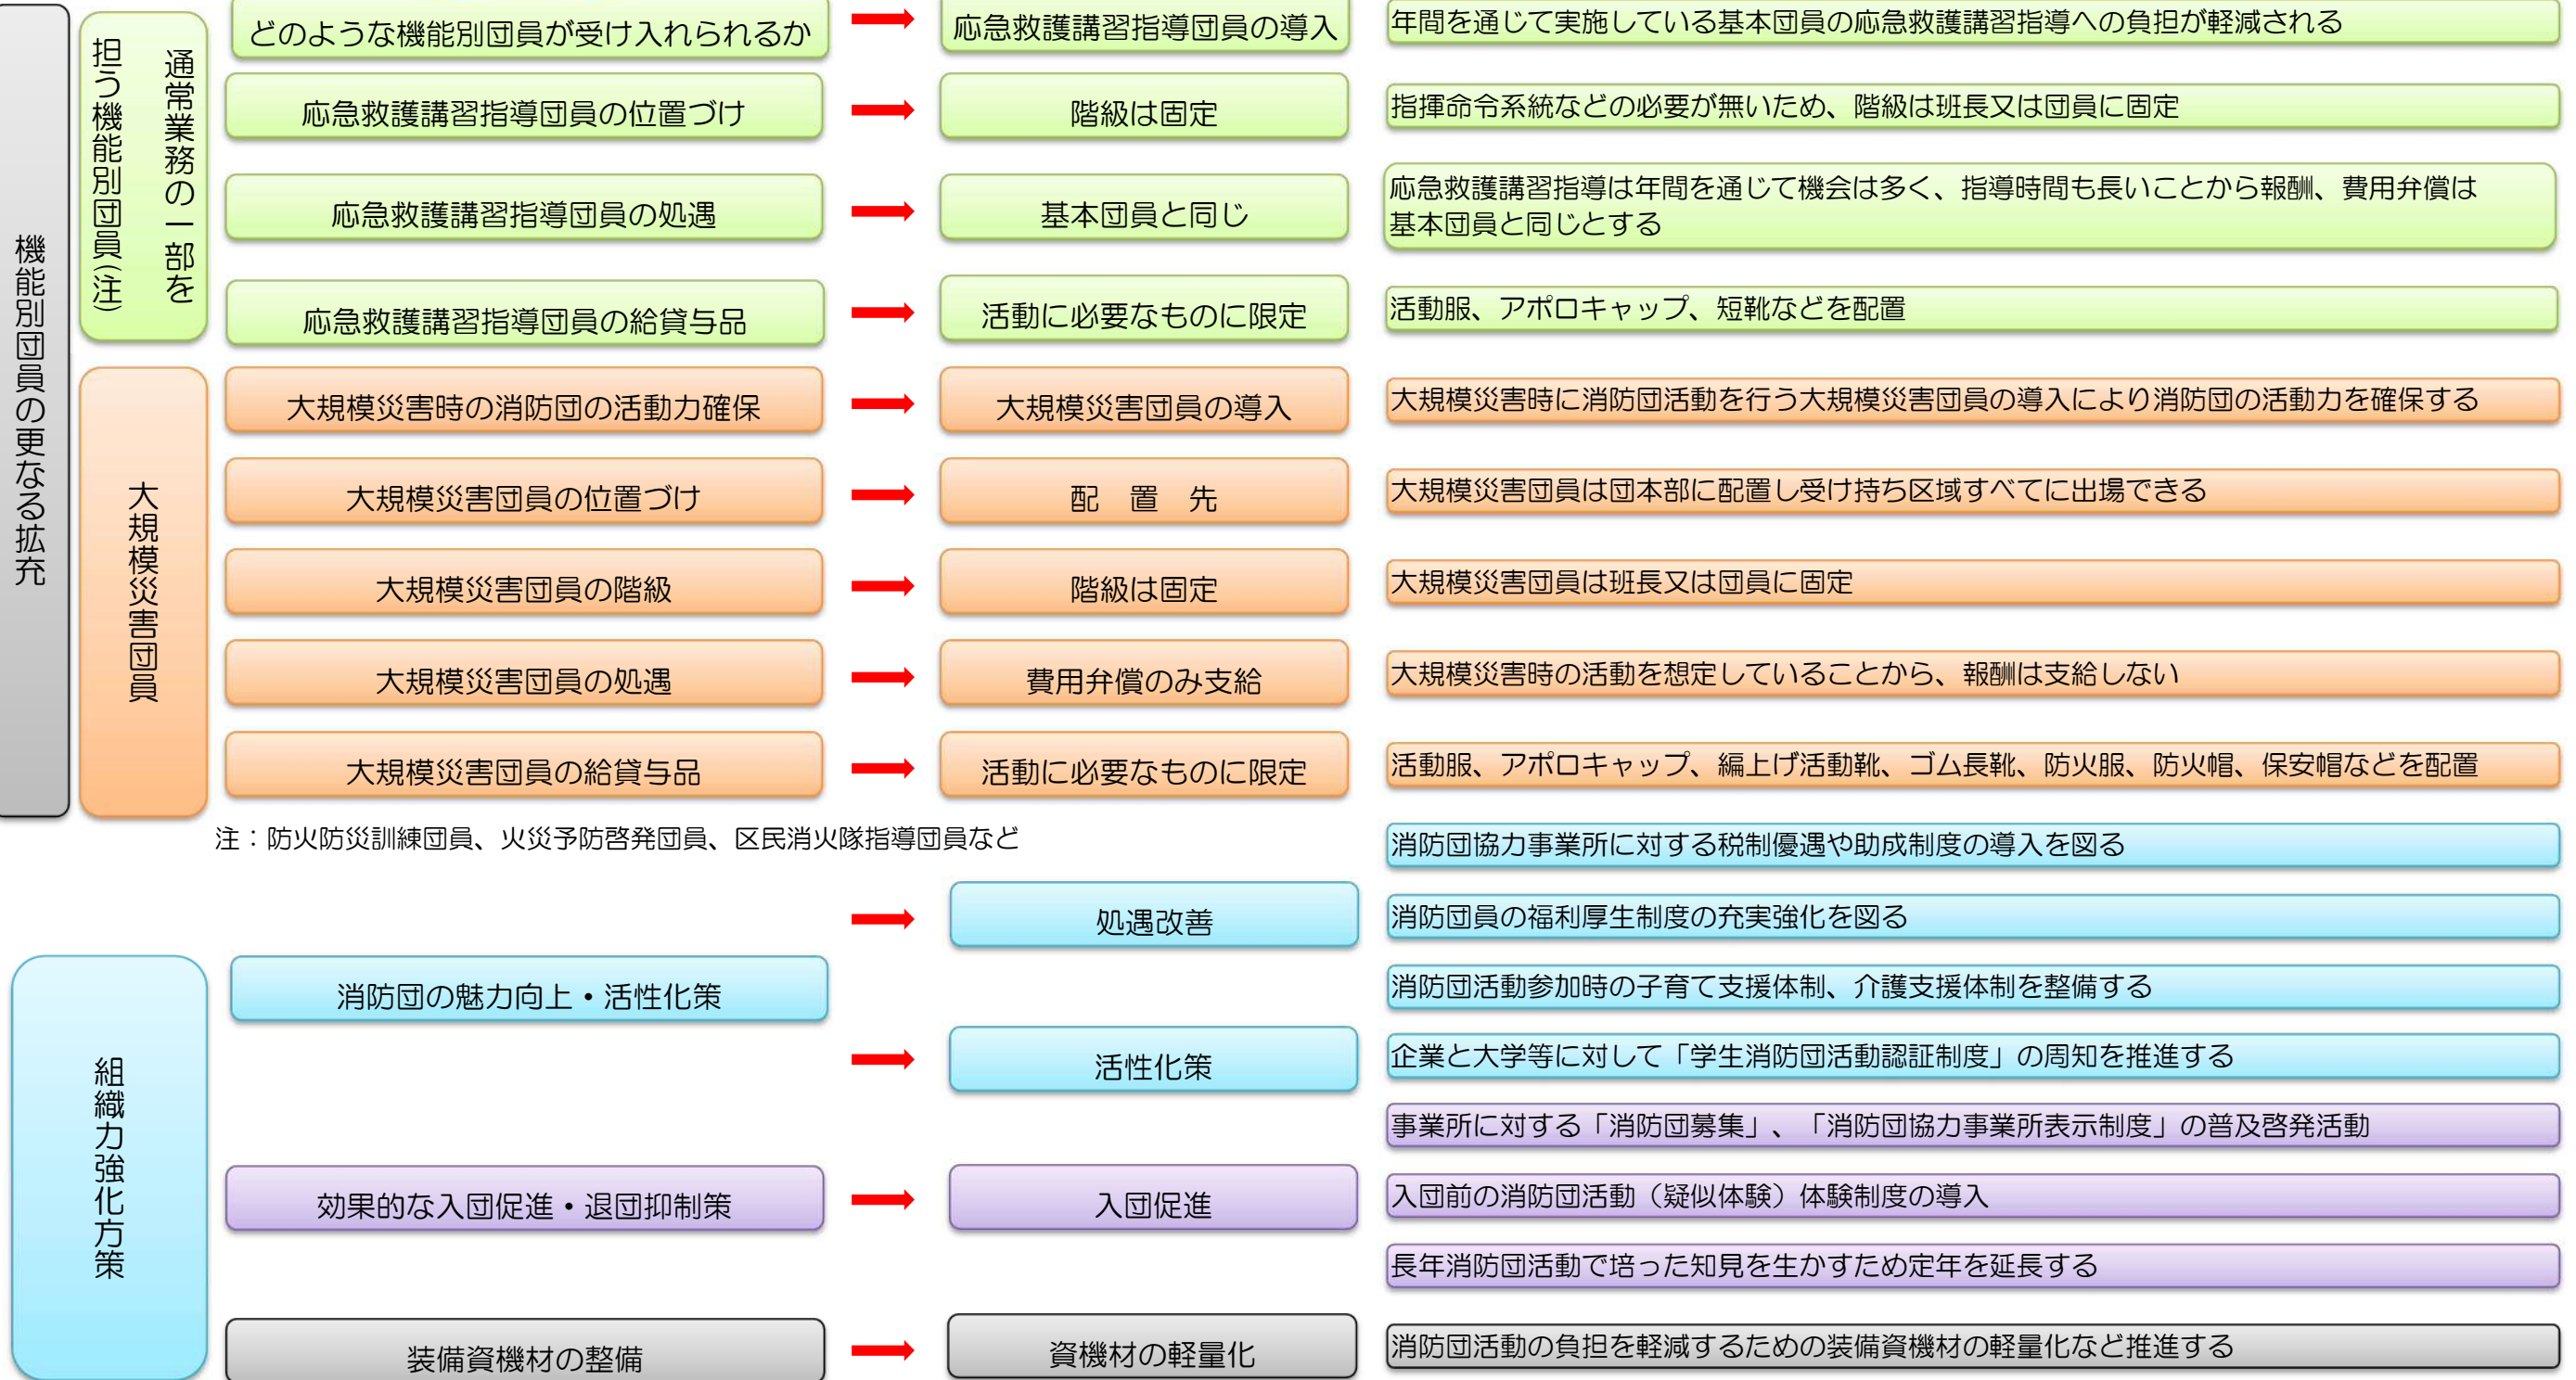 機能別団員の更なる拡充
通常業務の一部を
担う機能別団員(注)
どのような機能別団員が受け入れられるか
応急救護講習指導団員の導入
年間を通じて実施している基本団員の応急救護講習指導への負担が軽減される
応急救護講習指導団員の位置づけ
階級は固定
指揮命令系統などの必要が無いため、階級は班長又は団員に固定
応急救護講習指導団員の処遇
基本団員と同じ
応急救護講習指導は年間を通じて機会は多く、指導時間も長いことから報酬、費用弁償は
基本団員と同じとする
応急救護講習指導団員の給貸与品
活動に必要なものに限定
活動服、アポロキャップ、短靴などを配置
大規模災害団員
大規模災害時の消防団の活動力確保
大規模災害団員の導入
大規模災害時に消防団活動を行う大規模災害団員の導入により消防団の活動力を確保する
大規模災害団員の位置づけ
配　置　先
大規模災害団員は団本部に配置し受け持ち区域すべてに出場できる
大規模災害団員の階級
階級は固定
大規模災害団員は班長又は団員に固定
大規模災害団員の処遇
費用弁償のみ支給
大規模災害時の活動を想定していることから、報酬は支給しない
大規模災害団員の給貸与品
活動に必要なものに限定
活動服、アポロキャップ、編上げ活動靴、ゴム長靴、防火服、防火帽、保安帽などを配置
注：防火防災訓練団員、火災予防啓発団員、区民消火隊指導団員など
組織力強化方策
消防団の魅力向上・活性化策
処遇改善
消防団協力事業所に対する税制優遇や助成制度の導入を図る
消防団員の福利厚生制度の充実強化を図る
消防団活動参加時の子育て支援体制、介護支援体制を整備する
活性化策
企業と大学等に対して「学生消防団活動認証制度」の周知を推進する
効果的な入団促進・退団抑制策
入団促進
事業所に対する「消防団募集」、「消防団協力事業所表示制度」の普及啓発活動
入団前の消防団活動（疑似体験）体験制度の導入
長年消防団活動で培った知見を生かすため定年を延長する
装備資機材の整備
資機材の軽量化
消防団活動の負担を軽減するための装備資機材の軽量化など推進する